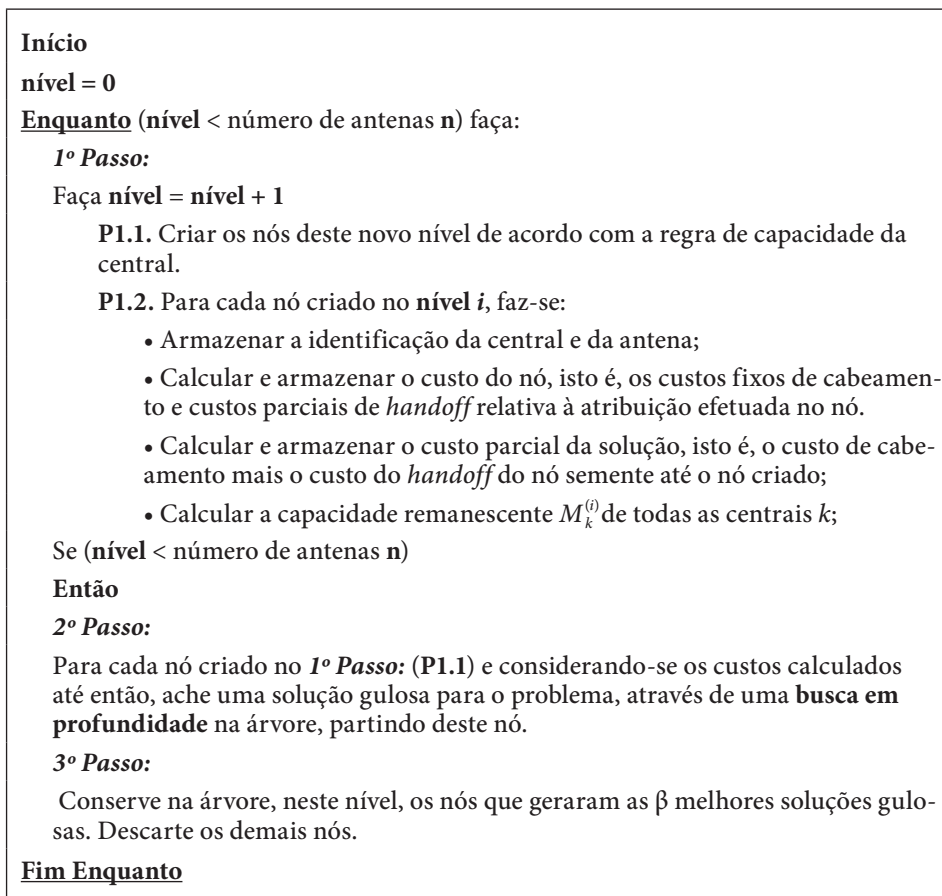 Início
nível = 0
Enquanto (nível < número de antenas n) faça:
1º Passo:
Faça nível = nível + 1
P1.1. Criar os nós deste novo nível de acordo com a regra de capacidade da
central.
P1.2. Para cada nó criado no nível i, faz-se:
• Armazenar a identificação da central e da antena;
• Calcular e armazenar o custo do nó, isto é, os custos fixos de cabeamen-
to e custos parciais de handoff relativa à atribuição efetuada no nó.
• Calcular e armazenar o custo parcial da solução, isto é, o custo de cabe-
amento mais o custo do handoff do nó semente até o nó criado;
• Calcular a capacidade remanescente $M_k^{(i)}$ de todas as centrais k;
Se (nível < número de antenas n)
Então
2º Passo:
Para cada nó criado no 1º Passo: (P1.1) e considerando-se os custos calculados
até então, ache uma solução gulosa para o problema, através de uma busca em
profundidade na árvore, partindo deste nó.
3º Passo:
Conserve na árvore, neste nível, os nós que geraram as β melhores soluções gulo-
sas. Descarte os demais nós.
Fim Enquanto